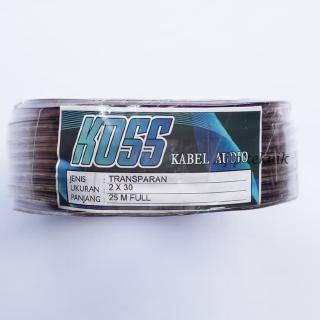 KOSS
KABEL AUDIO
JENIS : TRANSPARAN
UKURAN : 2 X 30
PANJANG : 25 M FULL